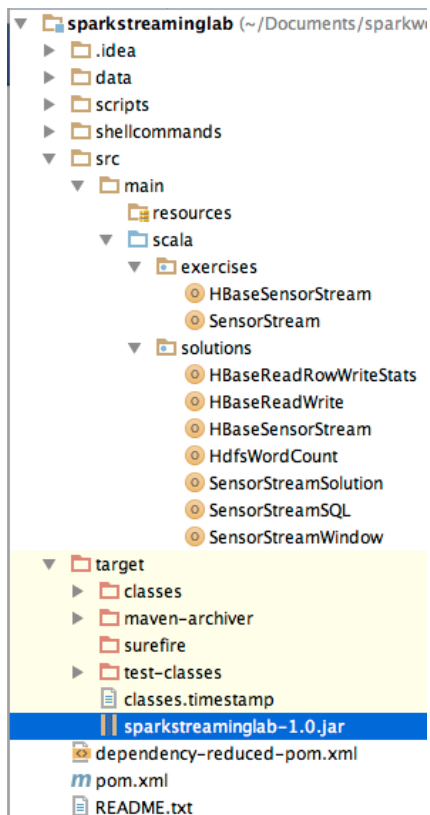 sparkstreaminglab (~/Documents/sparkw
.idea
data
scripts
shellcommands
src
main
resources
scala
exercises
HBaseSensorStream
SensorStream
solutions
HBaseReadRowWriteStats
HBaseReadWrite
HBaseSensorStream
HdfsWordCount
SensorStreamSolution
SensorStreamSQL
SensorStreamWindow
target
classes
maven-archiver
surefire
test-classes
classes.timestamp
sparkstreaminglab-1.0.jar
dependency-reduced-pom.xml
pom.xml
README.txt